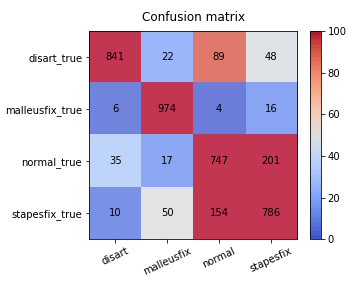 Confusion matrix
disart_true 841 22 89 48
malleusfix_true 6 974 4 16
normal_true 35 17 747 201
stapesfix_true 10 50 154 786
disart malleusfix normal stapesfix
100
80
60
40
20
0